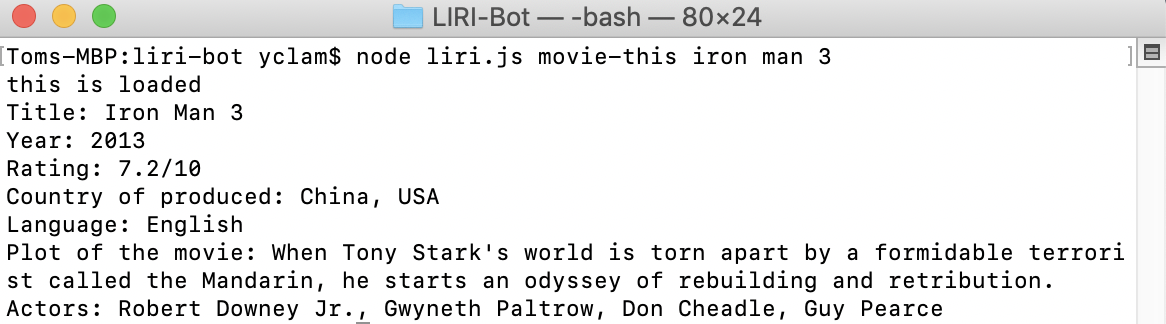 LIRI-Bot — -bash — 80×24
[Toms-MBP:liri-bot yclam$ node liri.js movie-this iron man 3 ]
this is loaded
Title: Iron Man 3
Year: 2013
Rating: 7.2/10
Country of produced: China, USA
Language: English
Plot of the movie: When Tony Stark's world is torn apart by a formidable terrori
st called the Mandarin, he starts an odyssey of rebuilding and retribution.
Actors: Robert Downey Jr., Gwyneth Paltrow, Don Cheadle, Guy Pearce